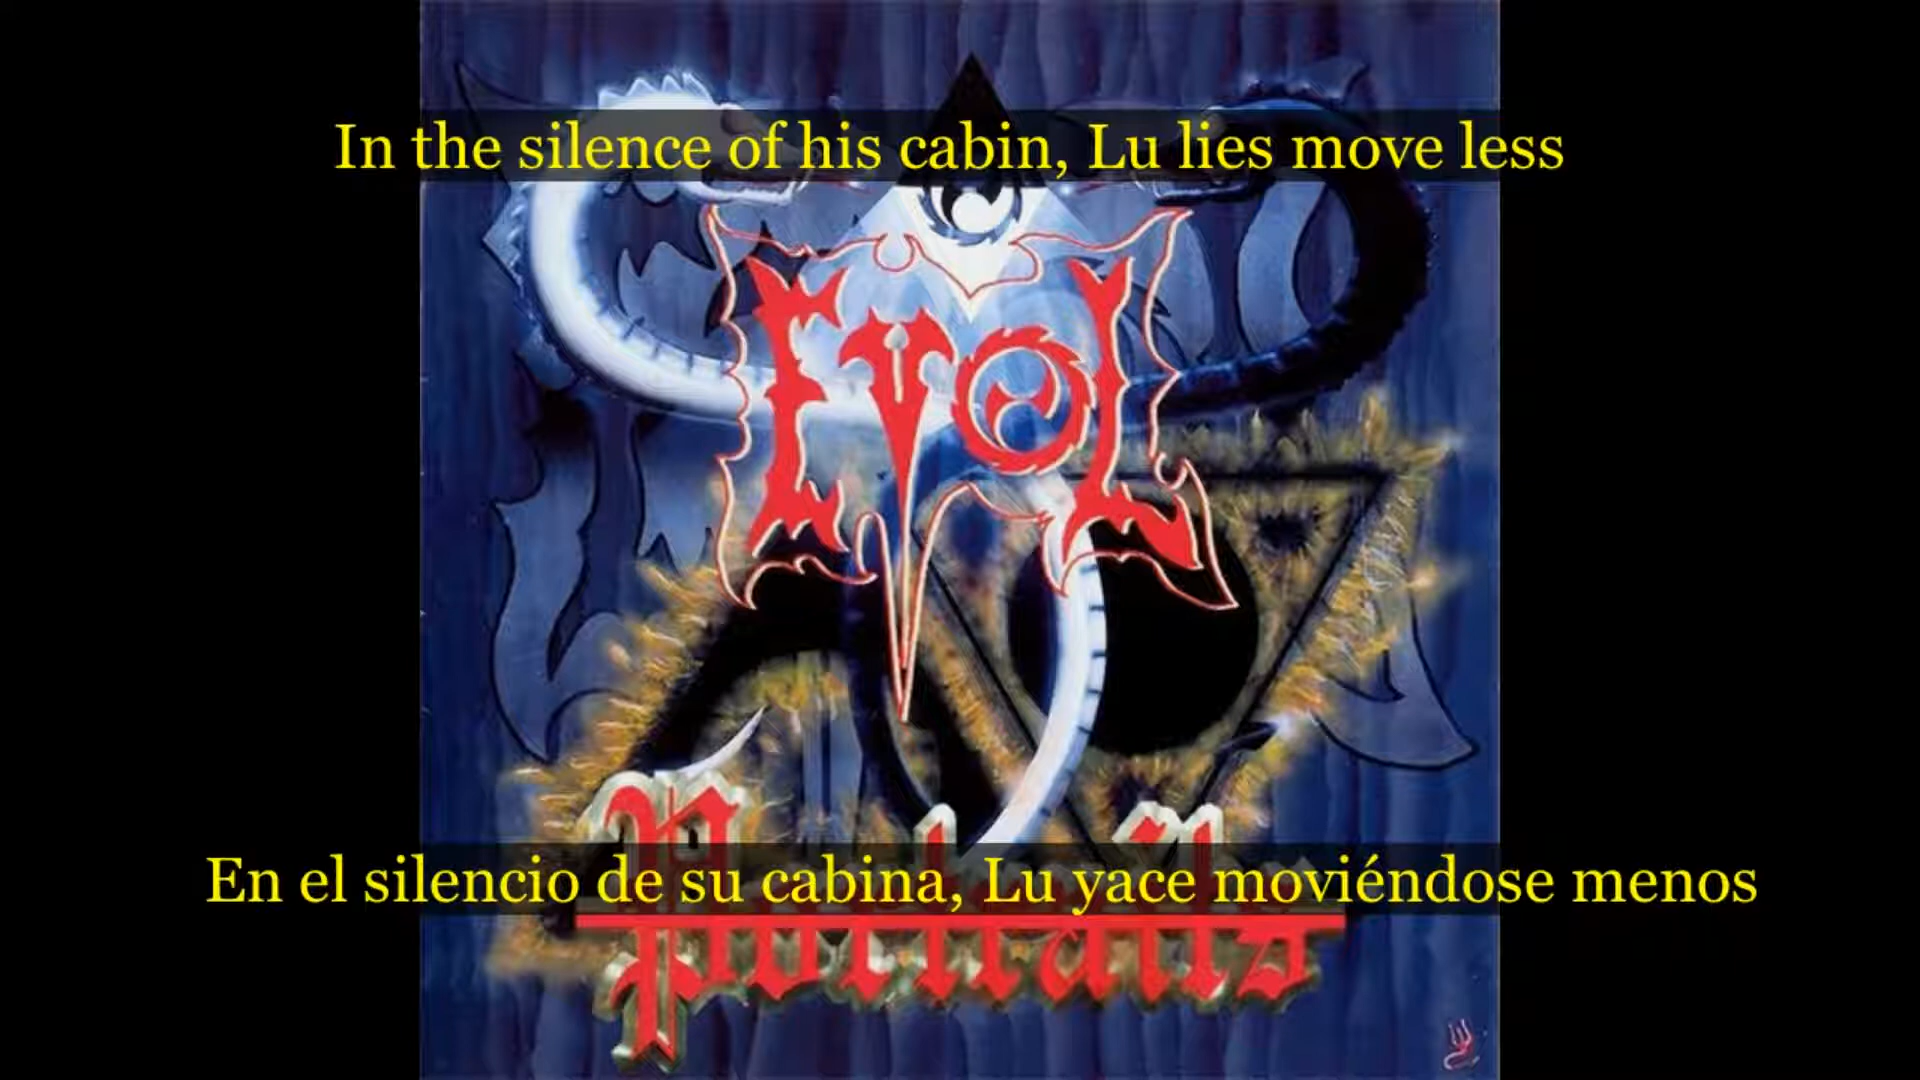 In the silence of his cabin, Lu lies move less
EVOL
En el silencio de su cabina, Lu yace moviéndose menos
Portraits